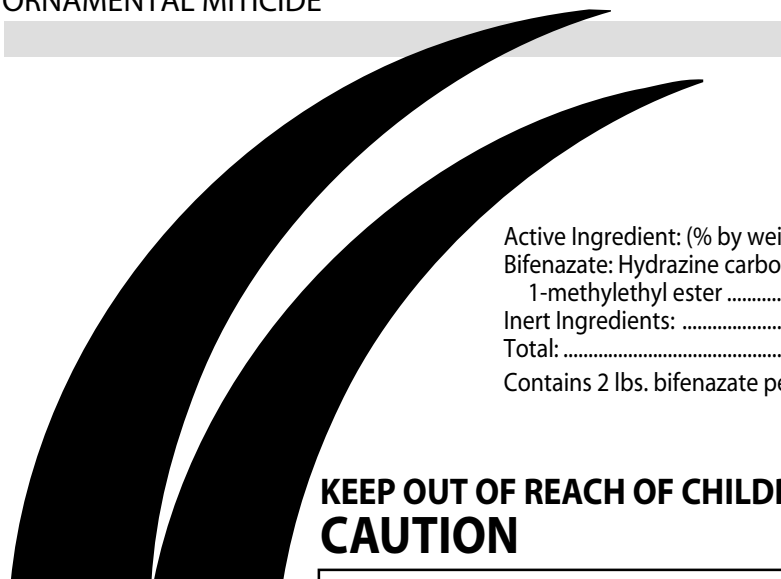 ORNAMENTAL MITICIDE
Active Ingredient: (% by wei
Bifenazate: Hydrazine carbo
1-methylethyl ester ...........
Inert Ingredients: ....................
Total: ............................................
Contains 2 lbs. bifenazate pe
KEEP OUT OF REACH OF CHILD
CAUTION